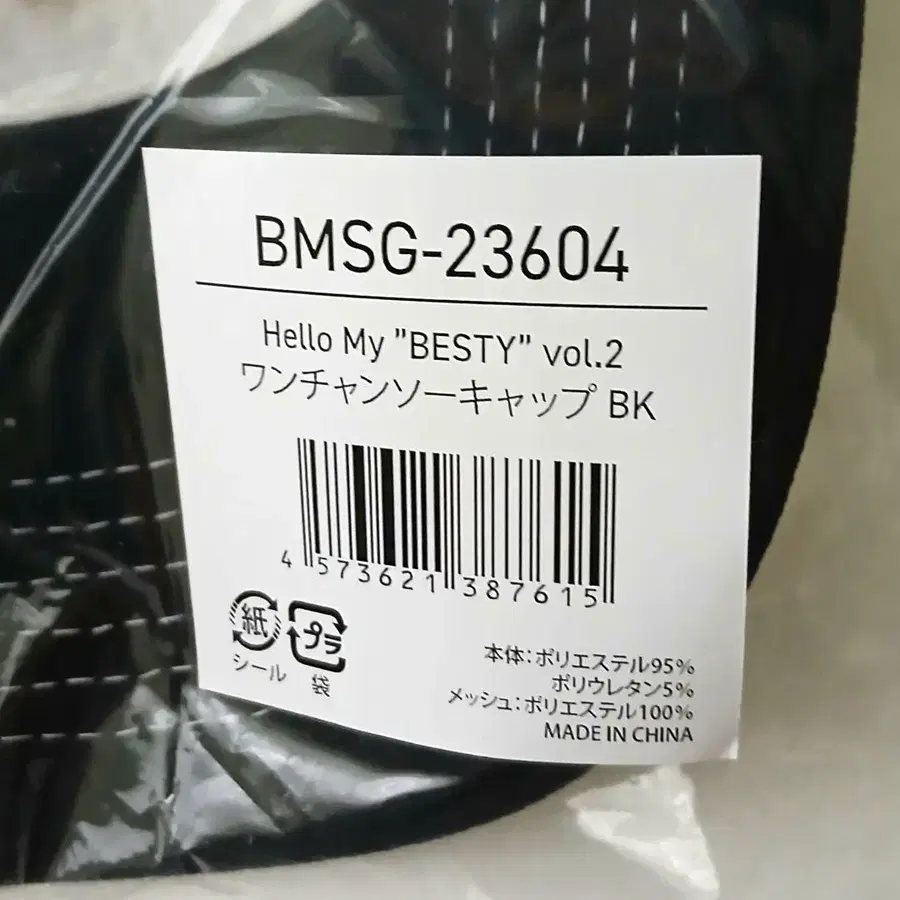 BMSG-23604
Hello My "BESTY" vol.2
ワンチャンソーキャップ BK
4 573621 387615
紙 プラ
シール 袋
本体：ポリエステル95%
ポリウレタン5%
メッシュ：ポリエステル100%
MADE IN CHINA